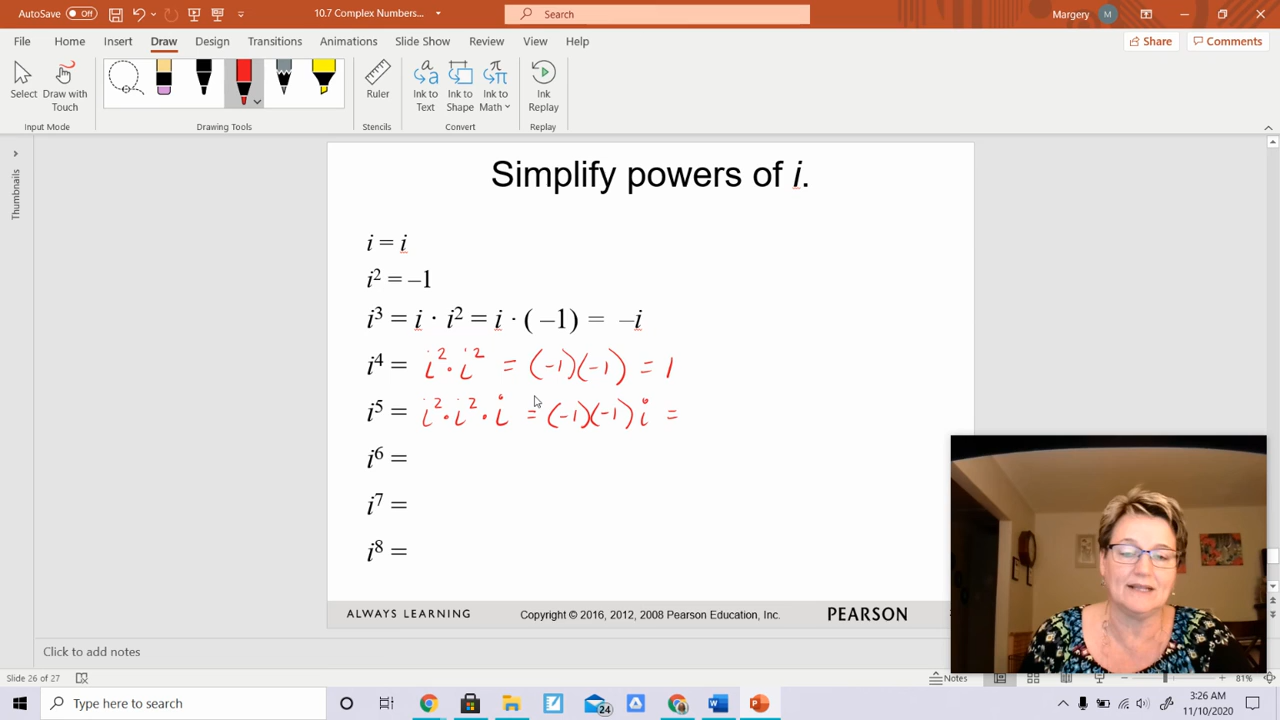 AutoSave Off 10.7 Complex Numbers... Search Margery M
File Home Insert Draw Design Transitions Animations Slide Show Review View Help Share Comments
Select Draw with Touch Ruler Ink to Text Ink to Shape Ink to Math Ink Replay
Input Mode Drawing Tools Stencils Convert Replay
Thumbnails
Simplify powers of i.
i = i
i² = –1
i³ = i · i² = i · ( –1) = –i
i⁴ = i² · i² = (-1)(-1) = 1
i⁵ = i² · i² · i = (-1)(-1) i =
i⁶ =
i⁷ =
i⁸ =
ALWAYS LEARNING Copyright © 2016, 2012, 2008 Pearson Education, Inc. PEARSON
Click to add notes
Slide 26 of 27 Notes 81%
Type here to search 24 3:26 AM
11/10/2020